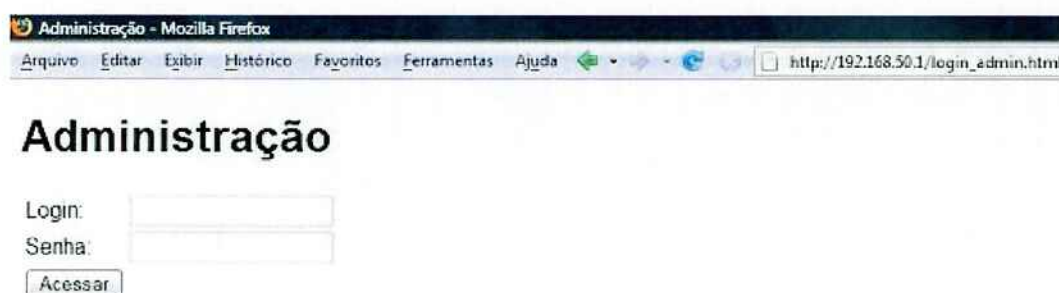 Administração - Mozilla Firefox
Arquivo Editar Exibir Histórico Favoritos Ferramentas Ajuda http://192.168.50.1/login_admin.html
Administração
Login:
Senha:
Acessar